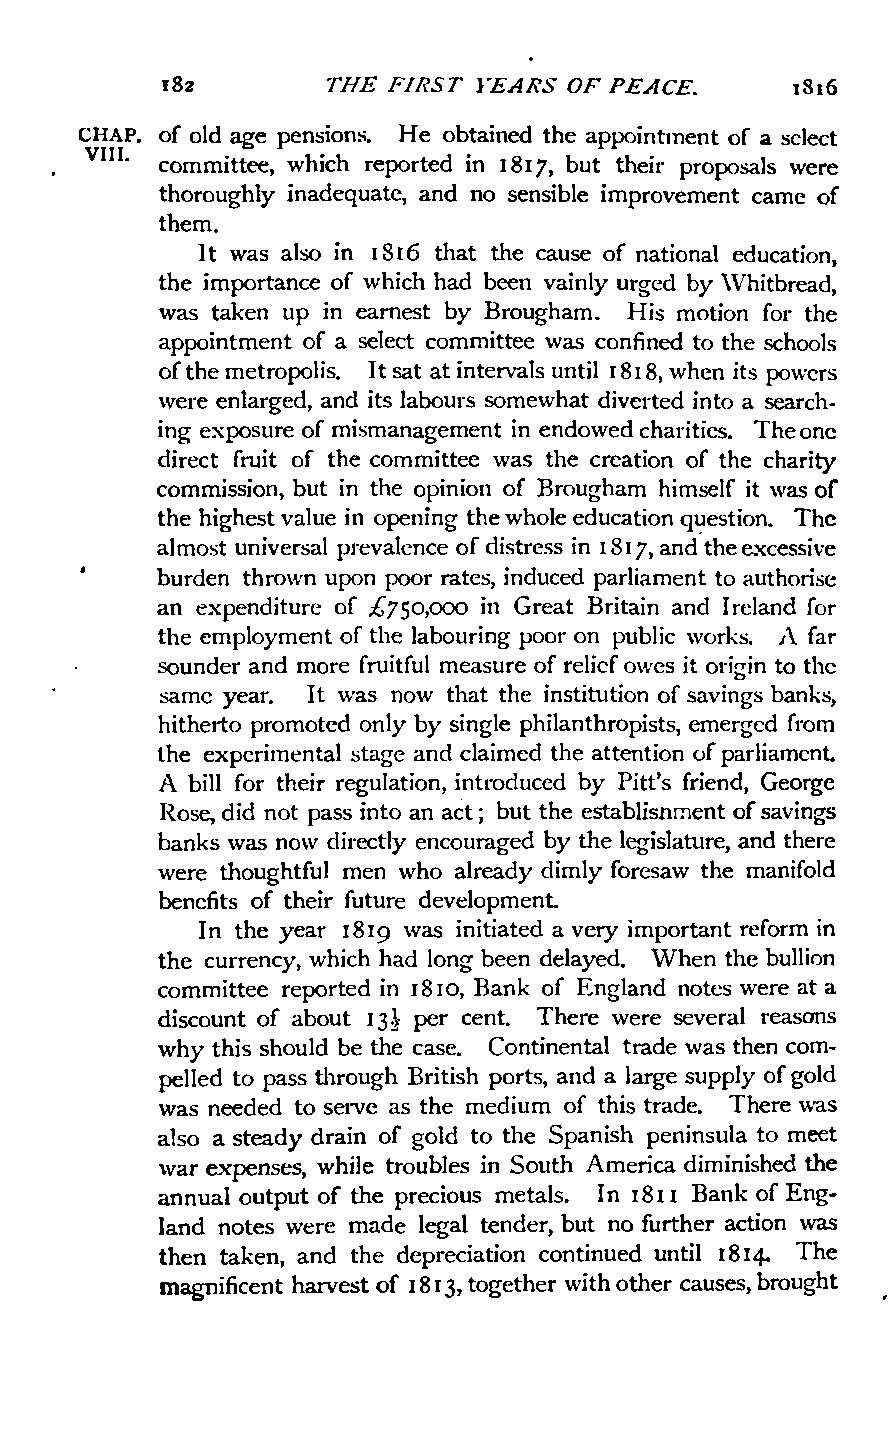 182 THE FIRST YEARS OF PEACE. 1816
CHAP. of old age pensions. He obtained the appointment of a select
VIII. committee, which reported in 1817, but their proposals were
thoroughly inadequate, and no sensible improvement came of
them.
It was also in 1816 that the cause of national education,
the importance of which had been vainly urged by Whitbread,
was taken up in earnest by Brougham. His motion for the
appointment of a select committee was confined to the schools
of the metropolis. It sat at intervals until 1818, when its powers
were enlarged, and its labours somewhat diverted into a search-
ing exposure of mismanagement in endowed charities. The one
direct fruit of the committee was the creation of the charity
commission, but in the opinion of Brougham himself it was of
the highest value in opening the whole education question. The
almost universal prevalence of distress in 1817, and the excessive
burden thrown upon poor rates, induced parliament to authorise
an expenditure of £750,000 in Great Britain and Ireland for
the employment of the labouring poor on public works. A far
sounder and more fruitful measure of relief owes it origin to the
same year. It was now that the institution of savings banks,
hitherto promoted only by single philanthropists, emerged from
the experimental stage and claimed the attention of parliament.
A bill for their regulation, introduced by Pitt's friend, George
Rose, did not pass into an act; but the establishment of savings
banks was now directly encouraged by the legislature, and there
were thoughtful men who already dimly foresaw the manifold
benefits of their future development.
In the year 1819 was initiated a very important reform in
the currency, which had long been delayed. When the bullion
committee reported in 1810, Bank of England notes were at a
discount of about 13½ per cent. There were several reasons
why this should be the case. Continental trade was then com-
pelled to pass through British ports, and a large supply of gold
was needed to serve as the medium of this trade. There was
also a steady drain of gold to the Spanish peninsula to meet
war expenses, while troubles in South America diminished the
annual output of the precious metals. In 1811 Bank of Eng-
land notes were made legal tender, but no further action was
then taken, and the depreciation continued until 1814. The
magnificent harvest of 1813, together with other causes, brought